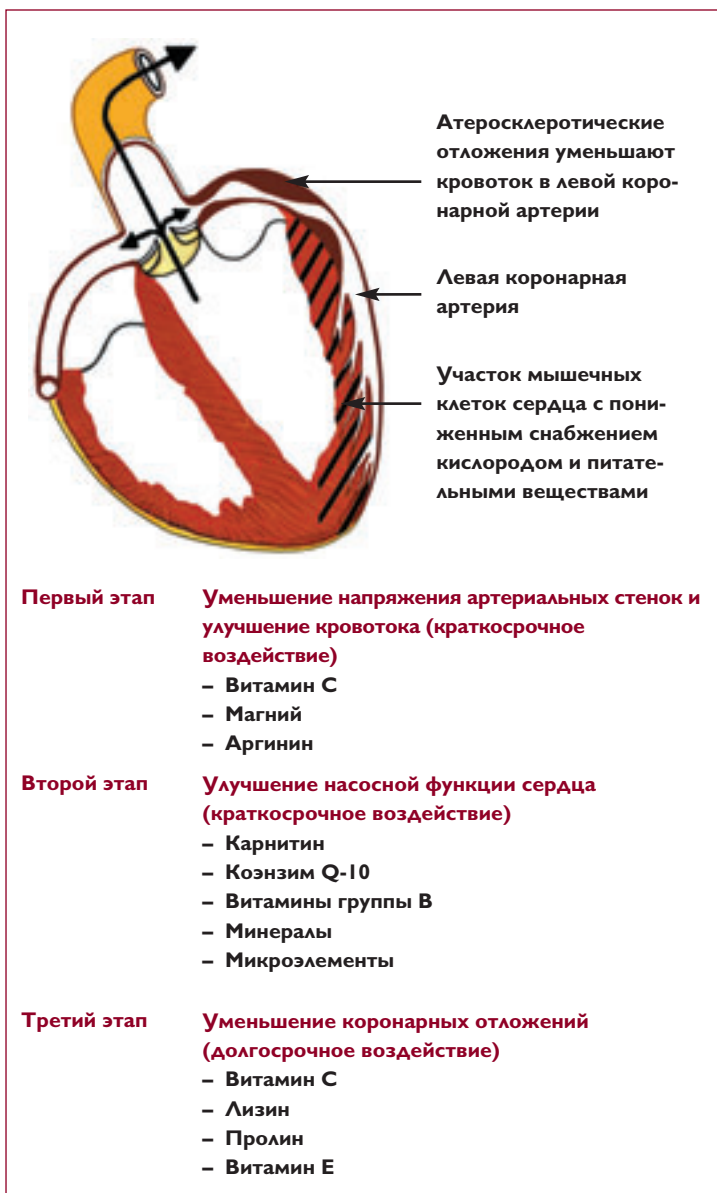 Атеросклеротические
отложения уменьшают
кровоток в левой коро-
нарной артерии
Левая коронарная
артерия
Участок мышечных
клеток сердца с пони-
женным снабжением
кислородом и питате-
льными веществами
Первый этап Уменьшение напряжения артериальных стенок и
улучшение кровотока (краткосрочное
воздействие)
– Витамин С
– Магний
– Аргинин
Второй этап Улучшение насосной функции сердца
(краткосрочное воздействие)
– Карнитин
– Коэнзим Q-10
– Витамины группы В
– Минералы
– Микроэлементы
Третий этап Уменьшение коронарных отложений
(долгосрочное воздействие)
– Витамин С
– Лизин
– Пролин
– Витамин Е